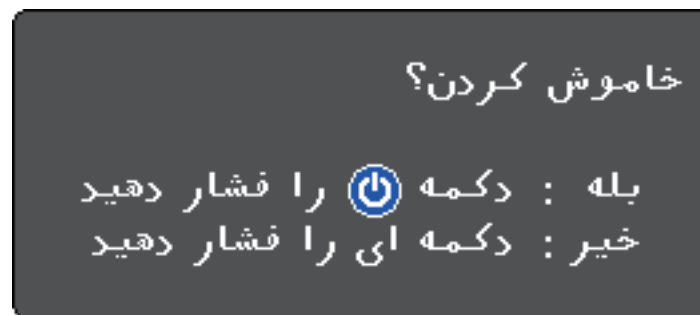 خاموش کردن؟
بله : دکمه را فشار دهید
خیر : دکمه ای را فشار دهید